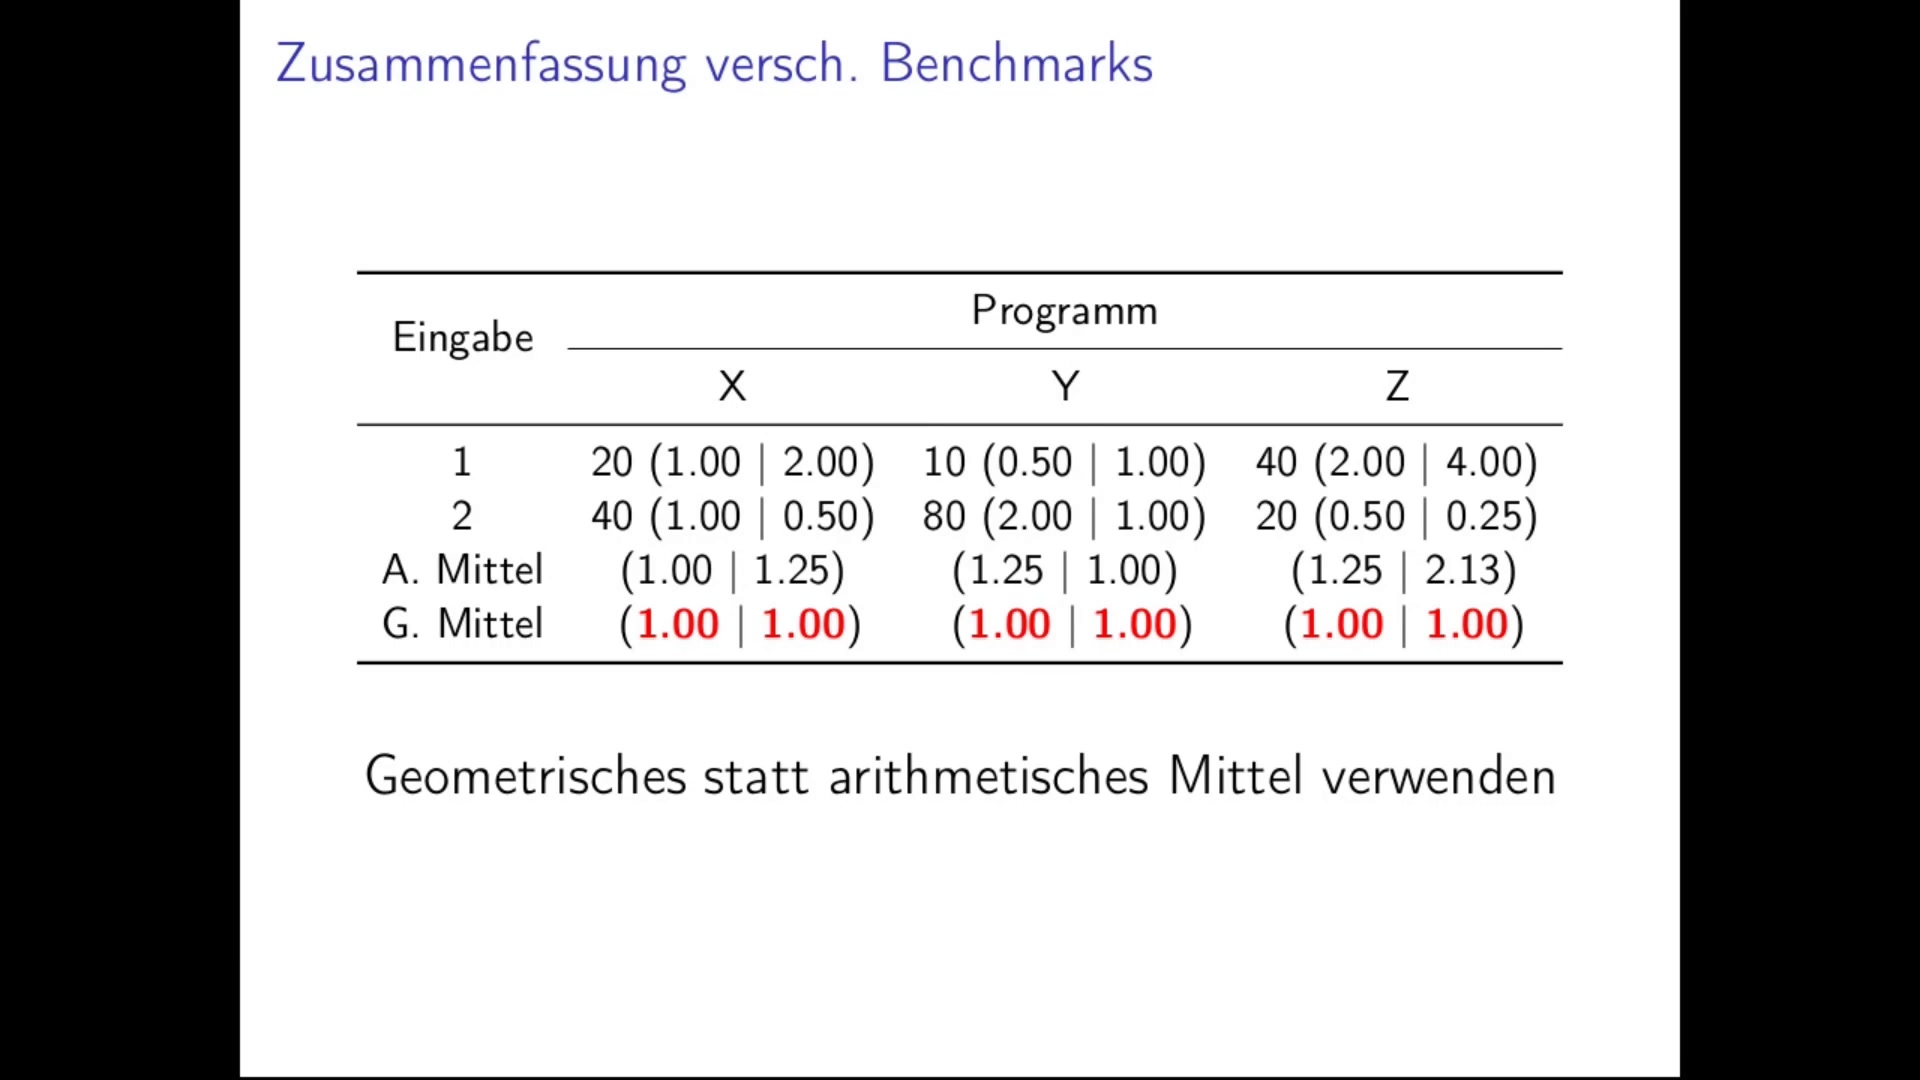 Zusammenfassung versch. Benchmarks
Programm
Eingabe
X Y Z
1 20 (1.00 | 2.00) 10 (0.50 | 1.00) 40 (2.00 | 4.00)
2 40 (1.00 | 0.50) 80 (2.00 | 1.00) 20 (0.50 | 0.25)
A. Mittel (1.00 | 1.25) (1.25 | 1.00) (1.25 | 2.13)
G. Mittel (1.00 | 1.00) (1.00 | 1.00) (1.00 | 1.00)
Geometrisches statt arithmetisches Mittel verwenden